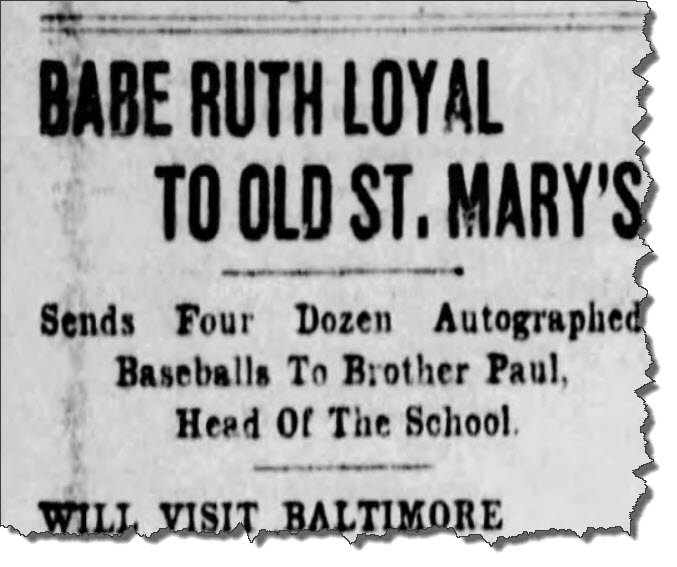 BABE RUTH LOYAL
TO OLD ST. MARY'S
Sends Four Dozen Autographed
Baseballs To Brother Paul,
Head Of The School.
WILL VISIT BALTIMORE